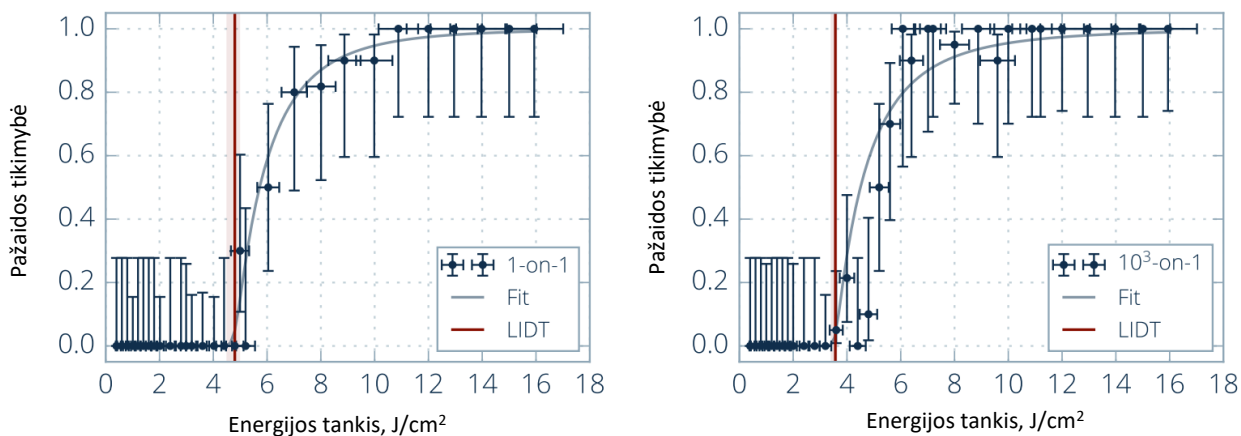 Pažaidos tikimybė
1.0
0.8
0.6
0.4
0.2
0.0
1-on-1
Fit
LIDT
0 2 4 6 8 10 12 14 16 18
Energijos tankis, J/cm²
Pažaidos tikimybė
1.0
0.8
0.6
0.4
0.2
0.0
10³-on-1
Fit
LIDT
0 2 4 6 8 10 12 14 16 18
Energijos tankis, J/cm²